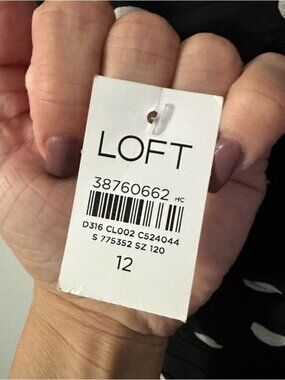 LOFT
38760662 HC
D316 CL002 CS24044
S 775352 SZ 120
12